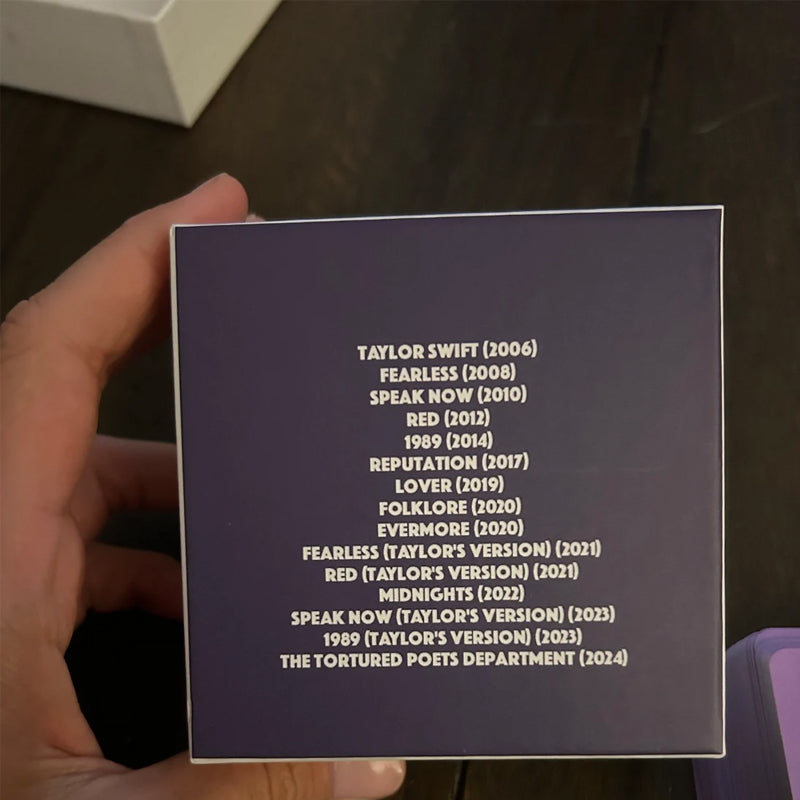 TAYLOR SWIFT (2006)
FEARLESS (2008)
SPEAK NOW (2010)
RED (2012)
1989 (2014)
REPUTATION (2017)
LOVER (2019)
FOLKLORE (2020)
EVERMORE (2020)
FEARLESS (TAYLOR'S VERSION) (2021)
RED (TAYLOR'S VERSION) (2021)
MIDNIGHTS (2022)
SPEAK NOW (TAYLOR'S VERSION) (2023)
1989 (TAYLOR'S VERSION) (2023)
THE TORTURED POETS DEPARTMENT (2024)